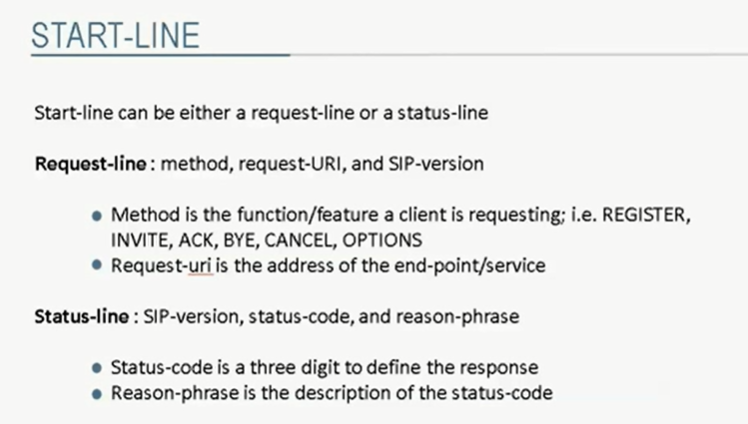 START-LINE
Start-line can be either a request-line or a status-line
Request-line : method, request-URI, and SIP-version
• Method is the function/feature a client is requesting; i.e. REGISTER,
INVITE, ACK, BYE, CANCEL, OPTIONS
• Request-uri is the address of the end-point/service
Status-line : SIP-version, status-code, and reason-phrase
• Status-code is a three digit to define the response
• Reason-phrase is the description of the status-code